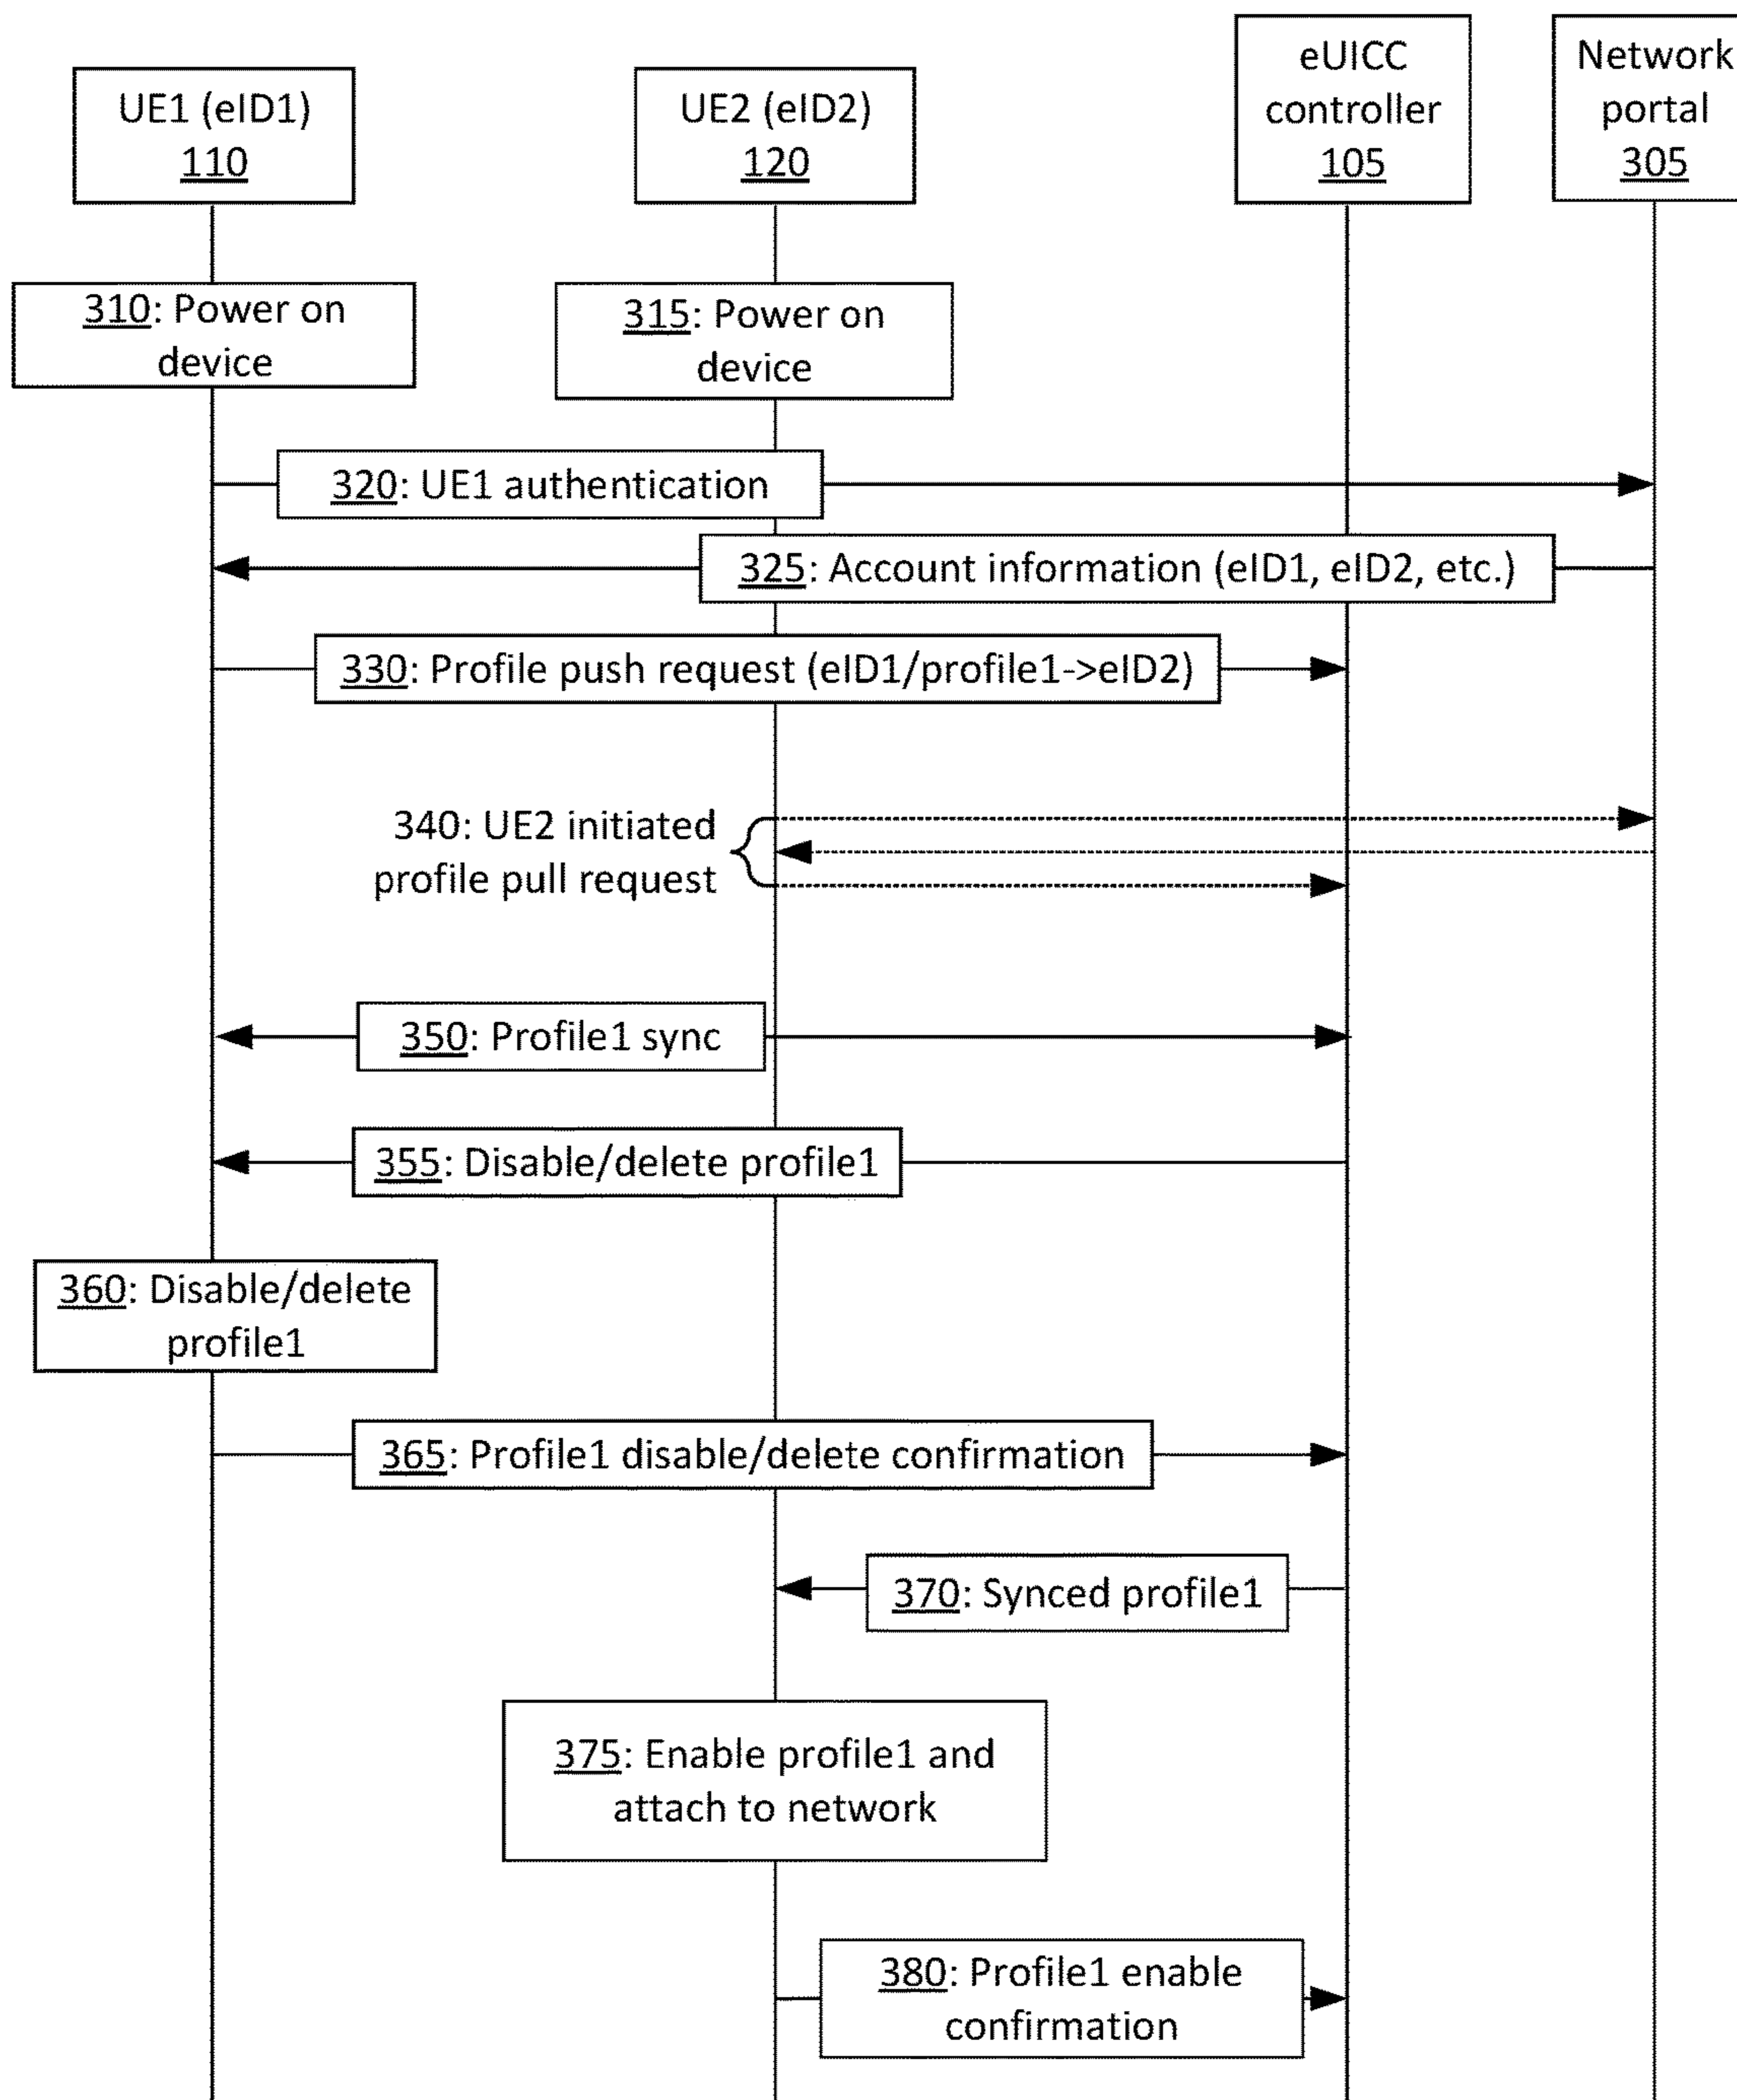 UE1 (eID1)
110
UE2 (eID2)
120
eUICC
controller
105
Network
portal
305
310: Power on
device
315: Power on
device
320: UE1 authentication
325: Account information (eID1, eID2, etc.)
330: Profile push request (eID1/profile1->eID2)
340: UE2 initiated
profile pull request
350: Profile1 sync
355: Disable/delete profile1
360: Disable/delete
profile1
365: Profile1 disable/delete confirmation
370: Synced profile1
375: Enable profile1 and
attach to network
380: Profile1 enable
confirmation